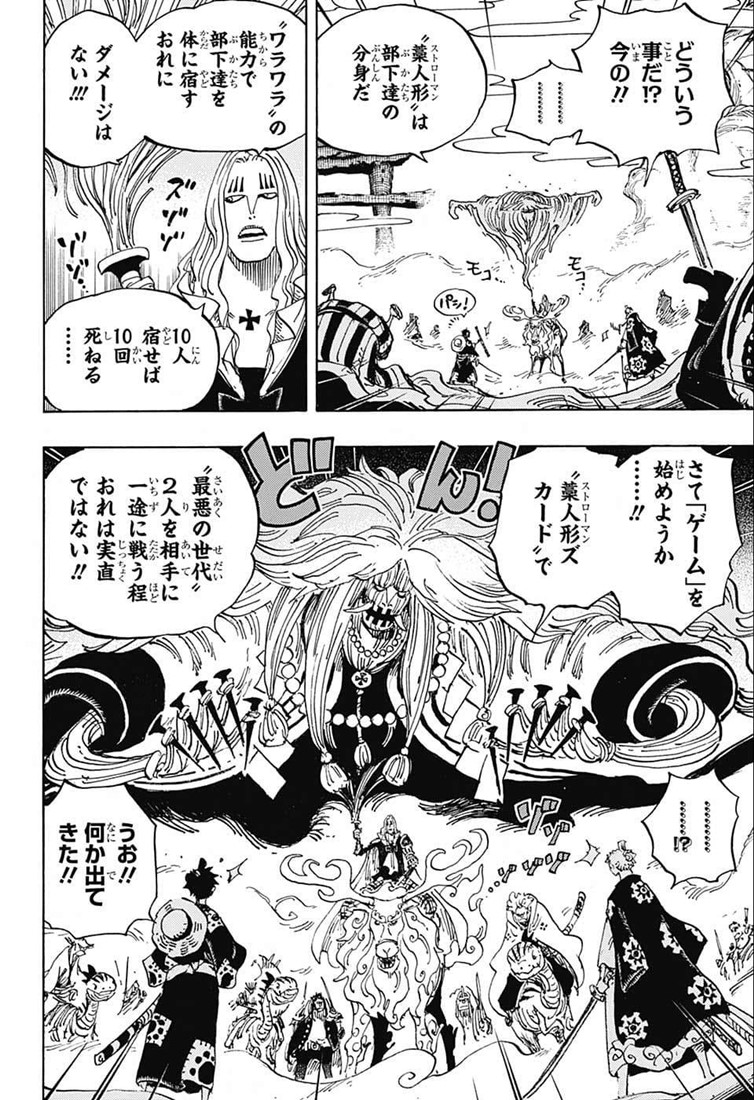 どういう
事だ!?
今の!!
………
“藁人形”は
部下達の
分身だ
モコ…
モコ…
パシ!
“ワラワラ”の
能力で
部下達を
体に宿す
おれに
ダメージは
ない!!!
ズゾゾ…
ゾゾ…
10人
宿せば
10回
死ねる
……
さて「ゲーム」を
始めようか
……!!
“藁人形ズ
カード”で
どん!
“最悪の世代”
2人を相手に
一途に戦う程
おれは実直
ではない!!
………
!?
ゾゾゾ…
うお!!
何か出て
きた!!